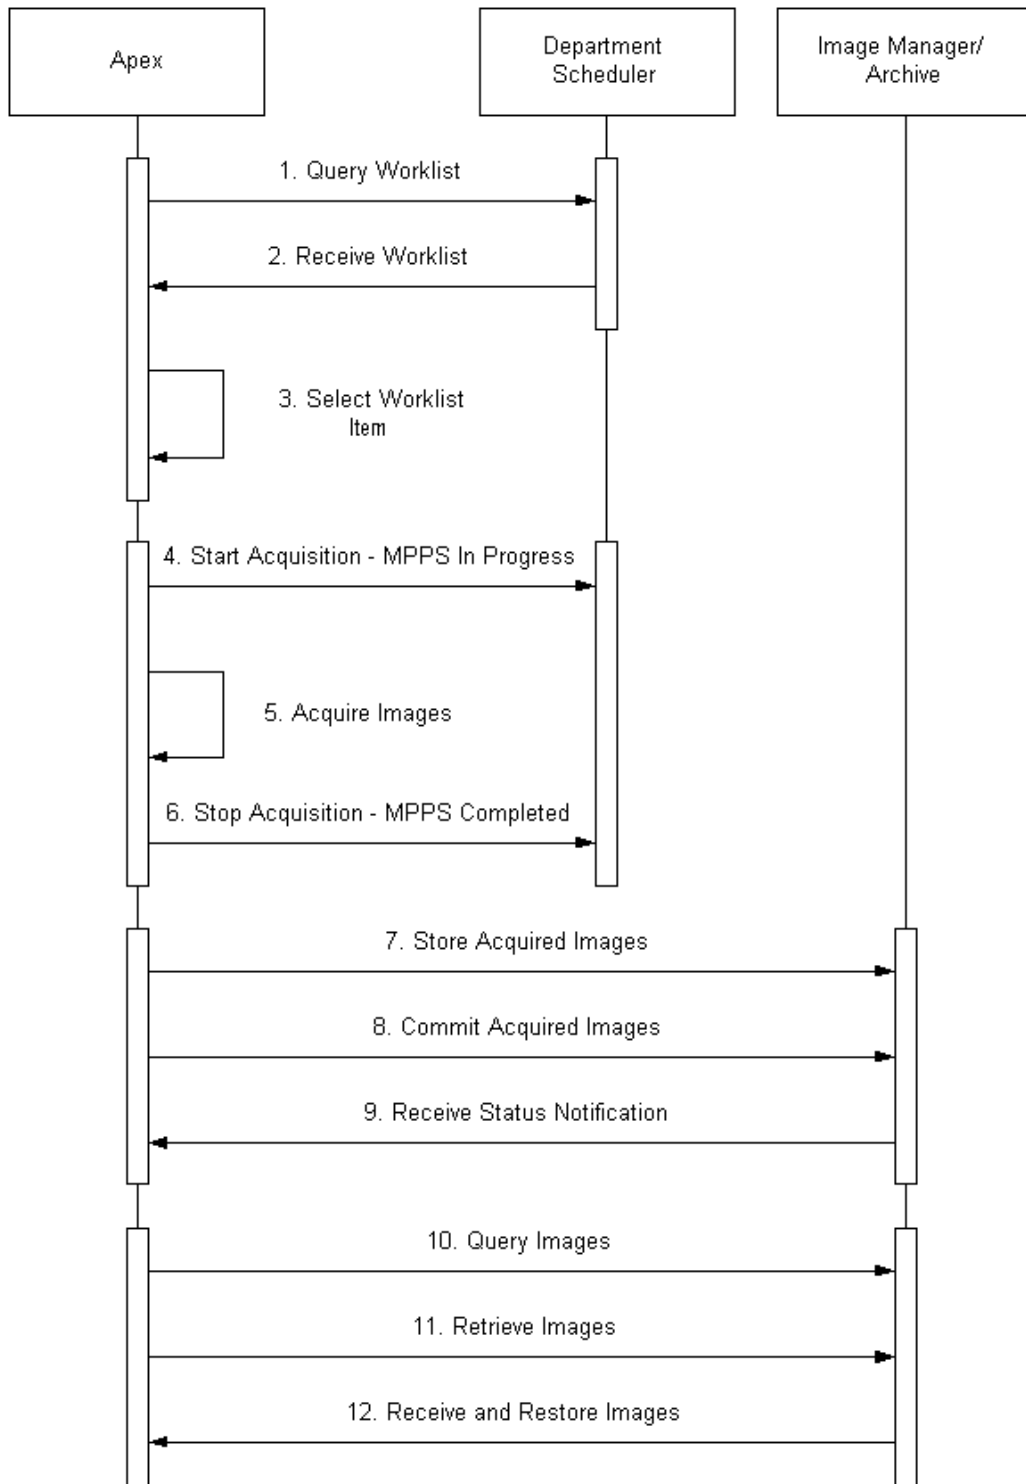 Apex
Department
Scheduler
Image Manager/
Archive
1. Query Worklist
2. Receive Worklist
3. Select Worklist
Item
4. Start Acquisition - MPPS In Progress
5. Acquire Images
6. Stop Acquisition - MPPS Completed
7. Store Acquired Images
8. Commit Acquired Images
9. Receive Status Notification
10. Query Images
11. Retrieve Images
12. Receive and Restore Images